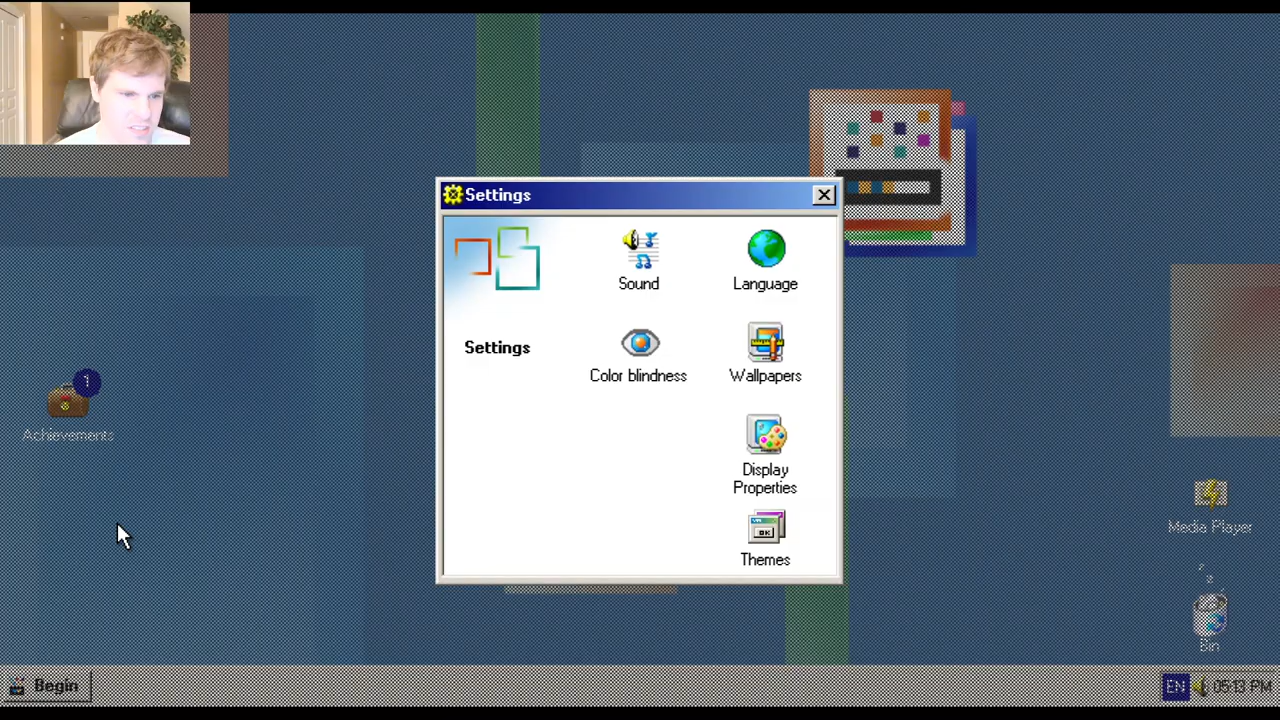 Settings
Sound
Language
Settings
Color blindness
Wallpapers
Display
Properties
Themes
1
Achievements
Media Player
Bin
Begin
EN
05:13 PM